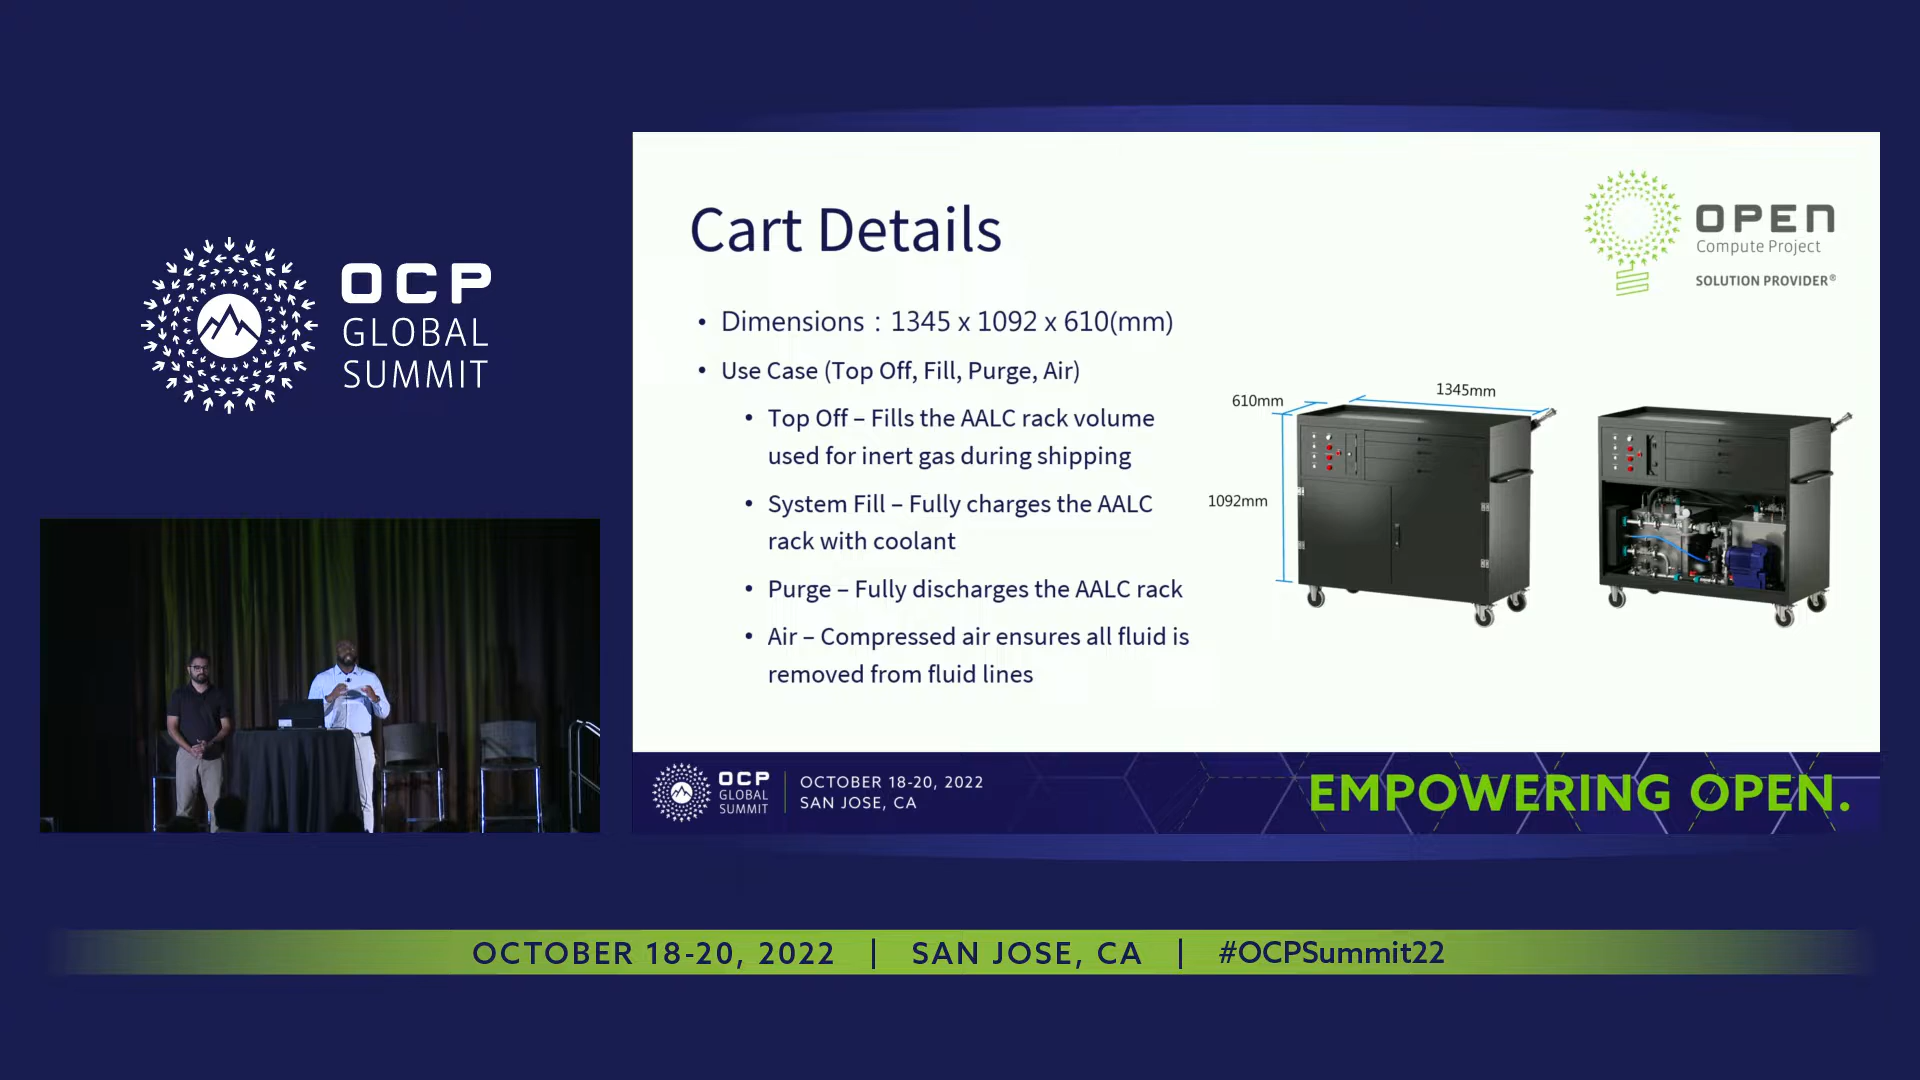 OCP
GLOBAL
SUMMIT
Cart Details
OPEN
Compute Project
SOLUTION PROVIDER®
• Dimensions : 1345 x 1092 x 610(mm)
• Use Case (Top Off, Fill, Purge, Air)
• Top Off – Fills the AALC rack volume
used for inert gas during shipping
• System Fill – Fully charges the AALC
rack with coolant
• Purge – Fully discharges the AALC rack
• Air – Compressed air ensures all fluid is
removed from fluid lines
610mm
1345mm
1092mm
OCP
GLOBAL
SUMMIT
OCTOBER 18-20, 2022
SAN JOSE, CA
EMPOWERING OPEN.
OCTOBER 18-20, 2022 | SAN JOSE, CA | #OCPSummit22